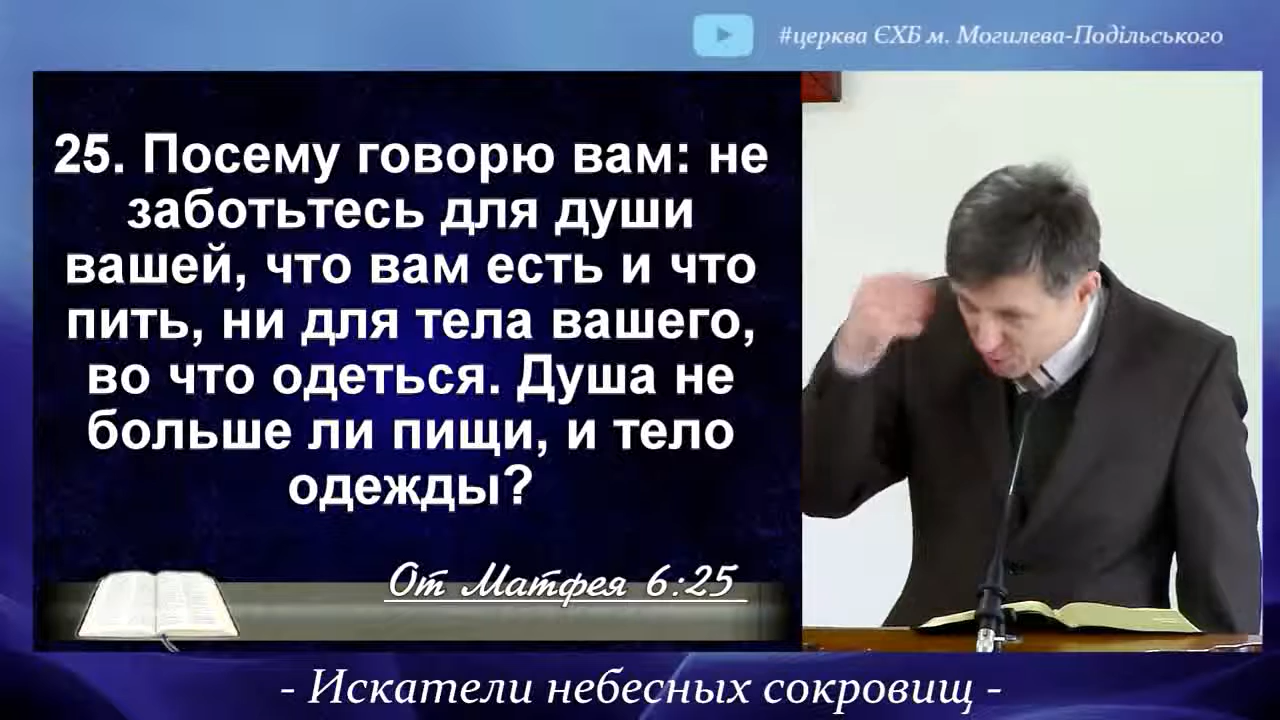 #церква ЄХБ м. Могилева-Подільського
25. Посему говорю вам: не
заботьтесь для души
вашей, что вам есть и что
пить, ни для тела вашего,
во что одеться. Душа не
больше ли пищи, и тело
одежды?
От Матфея 6:25
- Искатели небесных сокровищ -